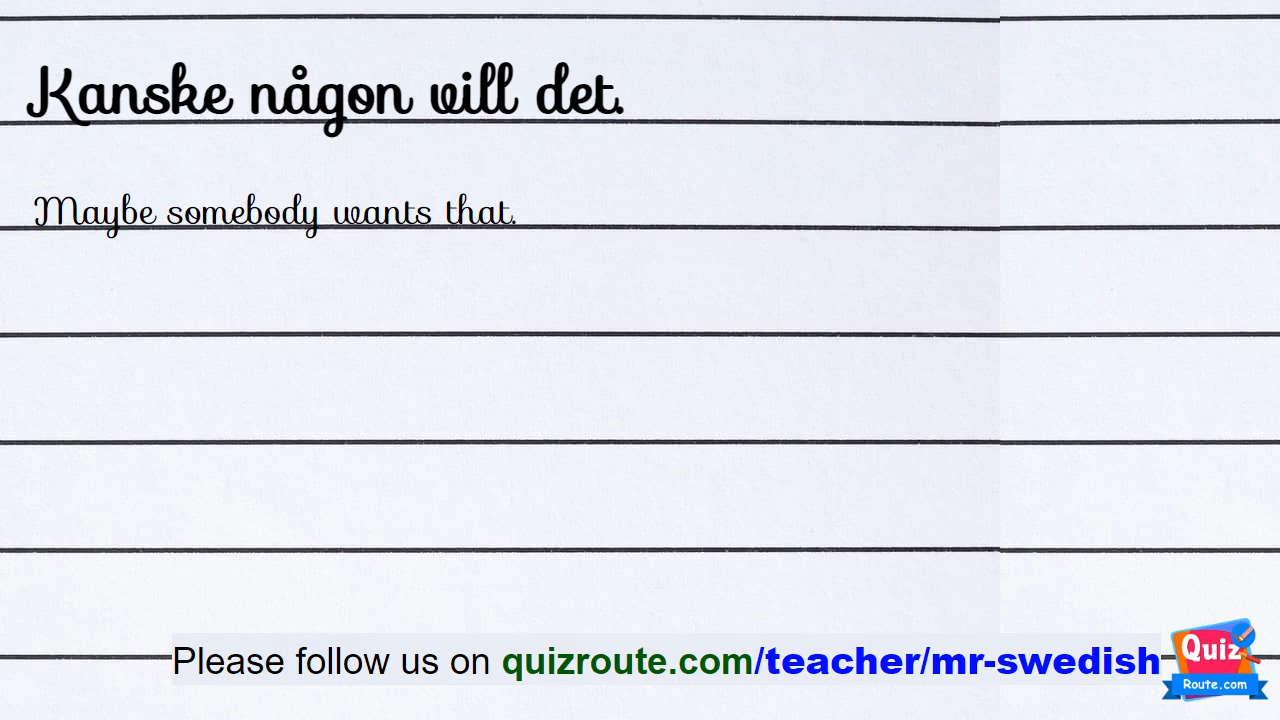 Kanske någon vill det.
Maybe somebody wants that.
Please follow us on quizroute.com/teacher/mr-swedish
Quiz
Route.com